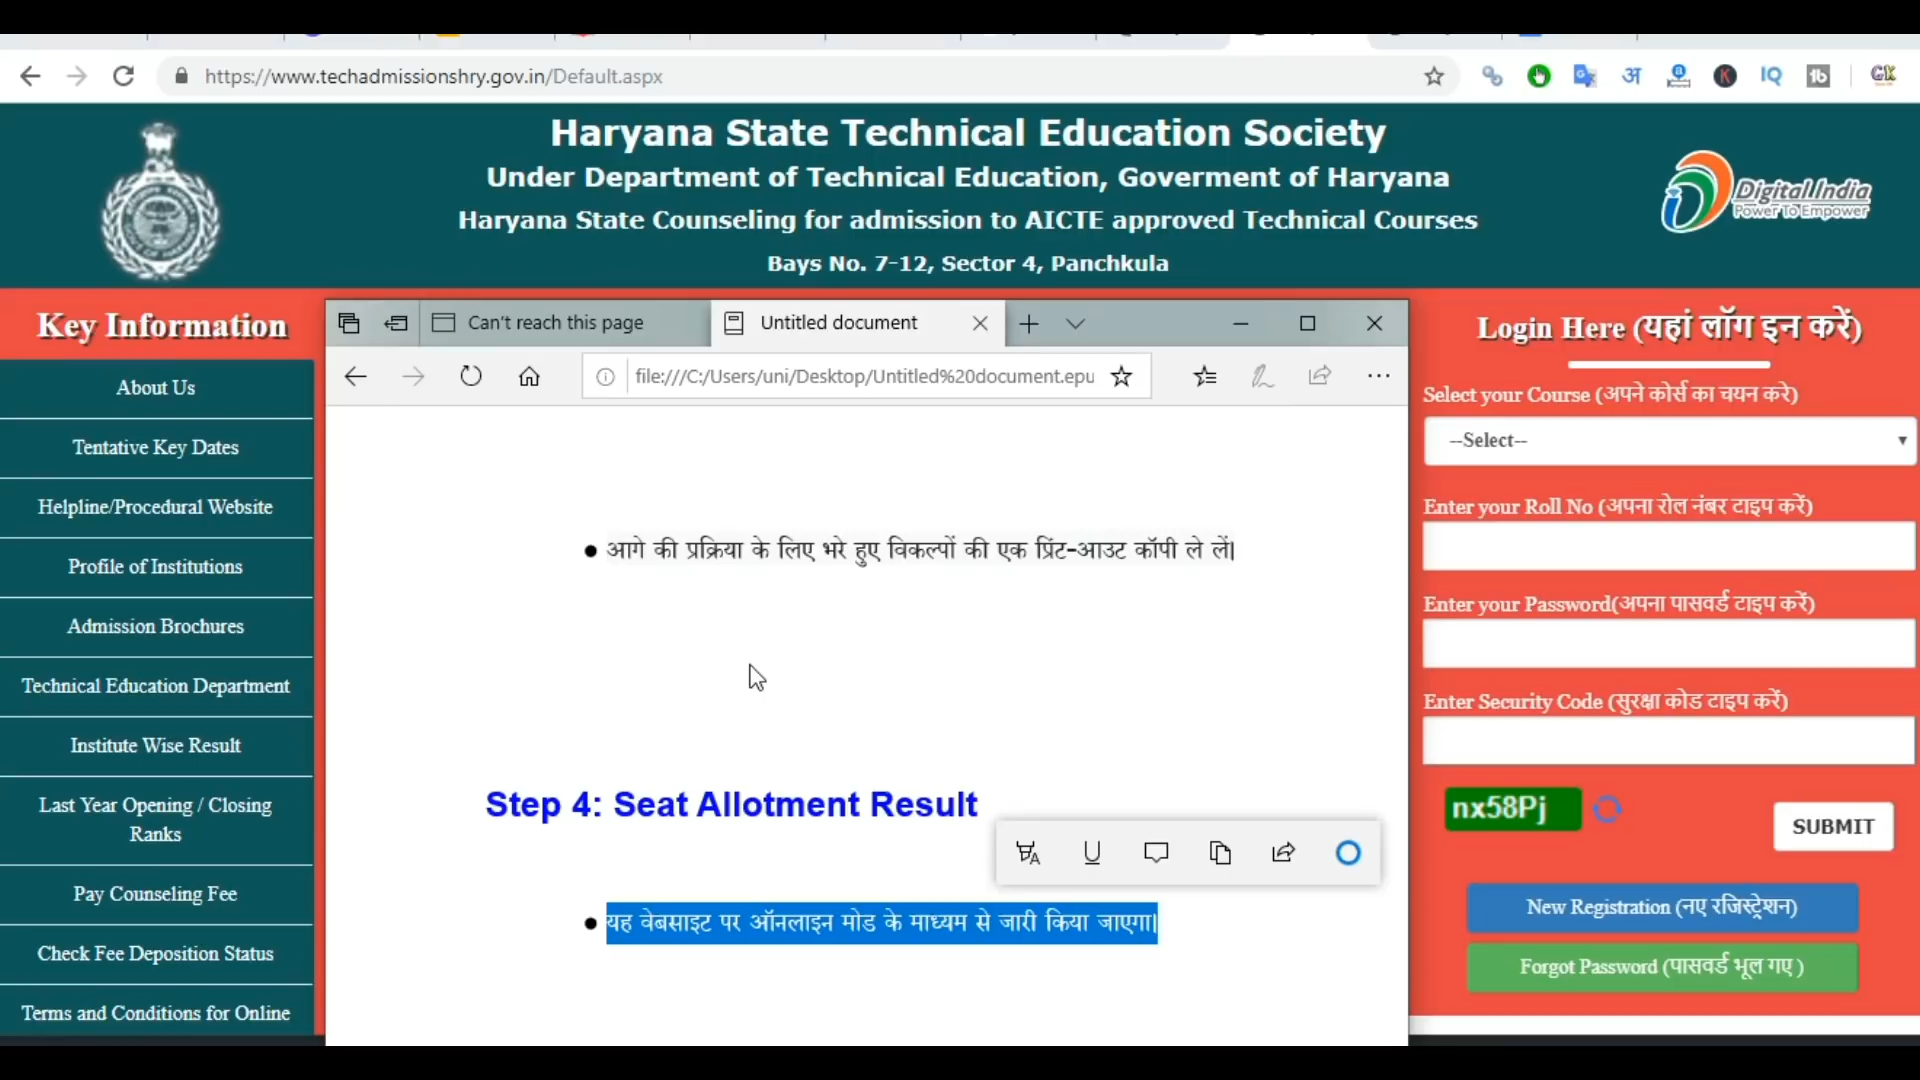 https://www.techadmissionshry.gov.in/Default.aspx
अ
K
IQ
Haryana State Technical Education Society
Under Department of Technical Education, Goverment of Haryana
Haryana State Counseling for admission to AICTE approved Technical Courses
Bays No. 7-12, Sector 4, Panchkula
Digital India
Power To Empower
Key Information
About Us
Tentative Key Dates
Helpline/Procedural Website
Profile of Institutions
Admission Brochures
Technical Education Department
Institute Wise Result
Last Year Opening / Closing
Ranks
Pay Counseling Fee
Check Fee Deposition Status
Terms and Conditions for Online
Can't reach this page
Untitled document
file:///C:/Users/uni/Desktop/Untitled%20document.epu
● आगे की प्रक्रिया के लिए भरे हुए विकल्पों की एक प्रिंट-आउट कॉपी ले लें।
Step 4: Seat Allotment Result
● यह वेबसाइट पर ऑनलाइन मोड के माध्यम से जारी किया जाएगा।
Login Here (यहां लॉग इन करें)
Select your Course (अपने कोर्स का चयन करे)
--Select--
Enter your Roll No (अपना रोल नंबर टाइप करें)
Enter your Password(अपना पासवर्ड टाइप करें)
Enter Security Code (सुरक्षा कोड टाइप करें)
nx58Pj
SUBMIT
New Registration (नए रजिस्ट्रेशन)
Forgot Password (पासवर्ड भूल गए )